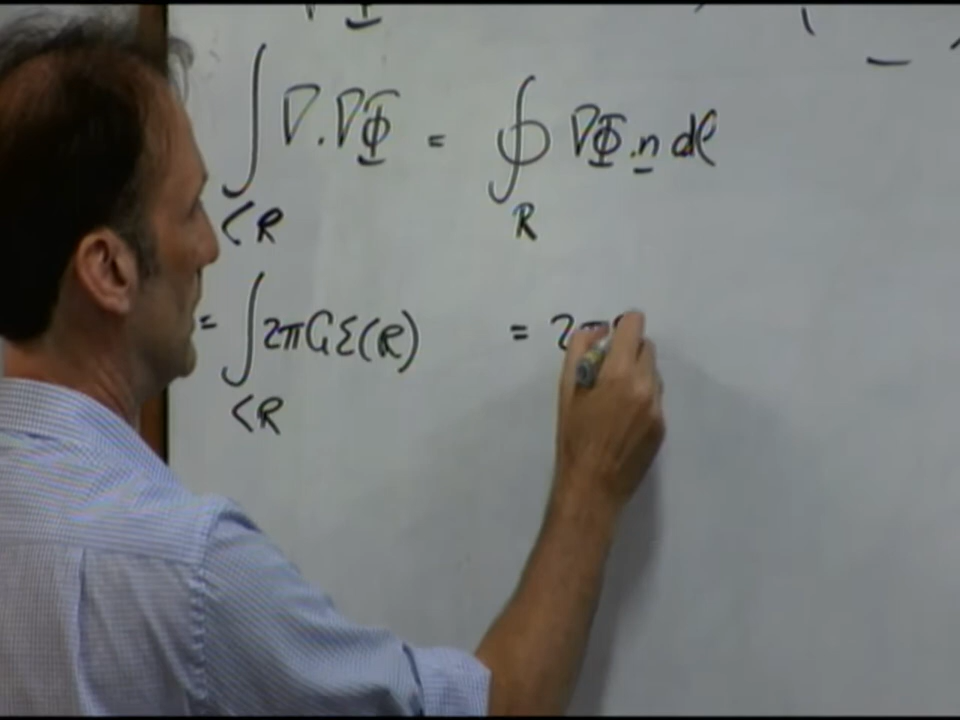 ∫ ∇.∇Φ = ∮ ∇Φ.n dℓ
<R R
= ∫ 2πGΣ(R) = 2π
<R